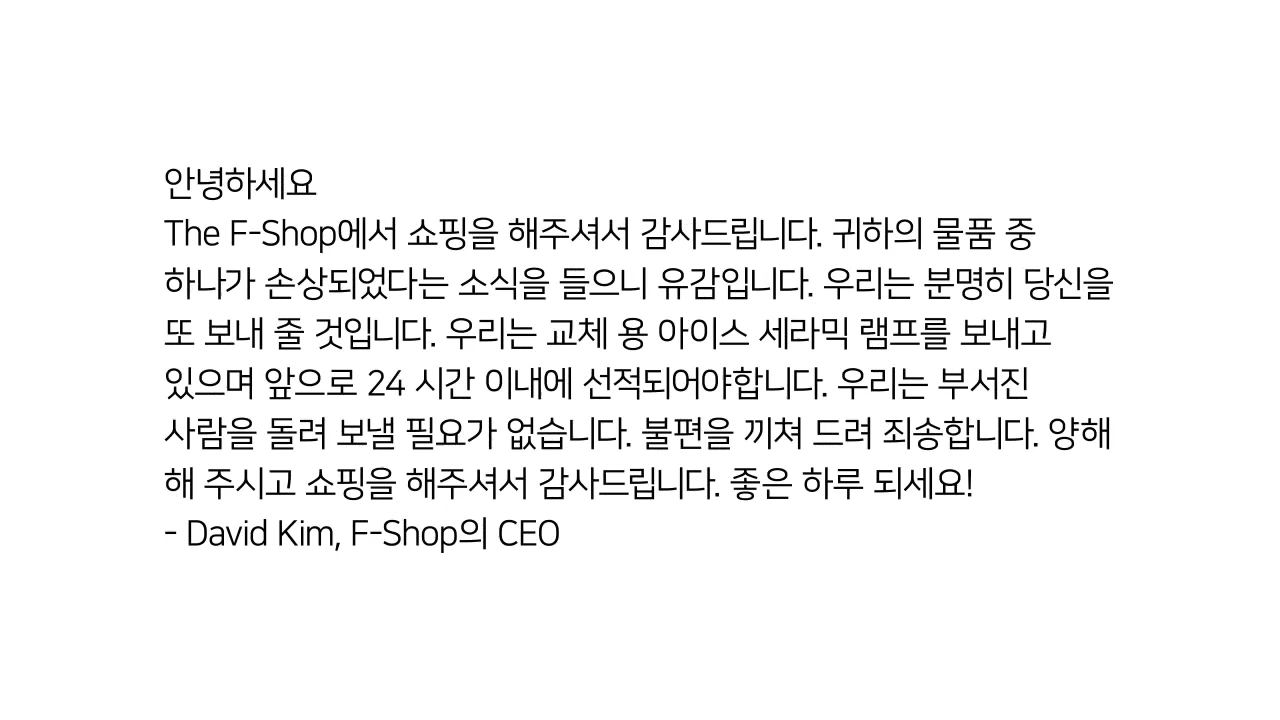 안녕하세요
The F-Shop에서 쇼핑을 해주셔서 감사드립니다. 귀하의 물품 중
하나가 손상되었다는 소식을 들으니 유감입니다. 우리는 분명히 당신을
또 보내 줄 것입니다. 우리는 교체 용 아이스 세라믹 램프를 보내고
있으며 앞으로 24 시간 이내에 선적되어야합니다. 우리는 부서진
사람을 돌려 보낼 필요가 없습니다. 불편을 끼쳐 드려 죄송합니다. 양해
해 주시고 쇼핑을 해주셔서 감사드립니다. 좋은 하루 되세요!
- David Kim, F-Shop의 CEO